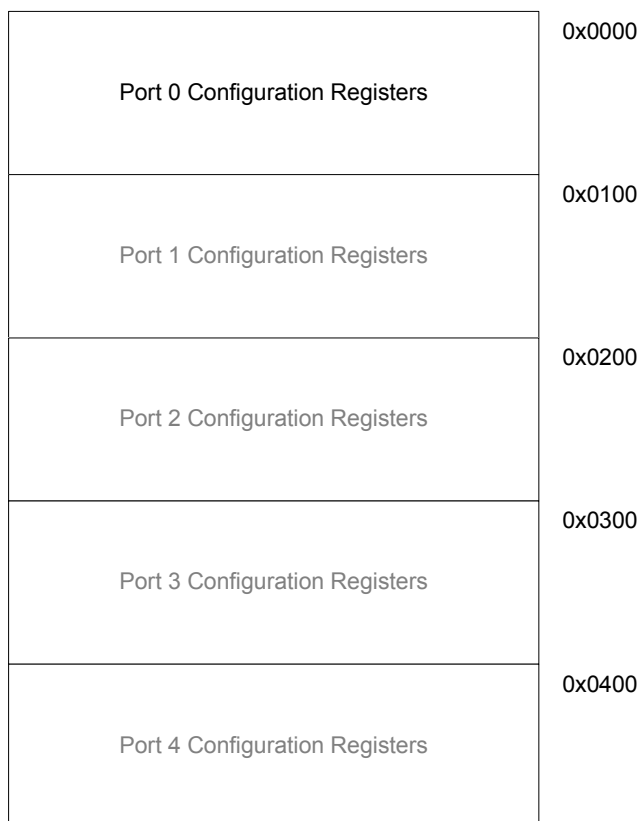 0x0000
Port 0 Configuration Registers
0x0100
Port 1 Configuration Registers
0x0200
Port 2 Configuration Registers
0x0300
Port 3 Configuration Registers
0x0400
Port 4 Configuration Registers